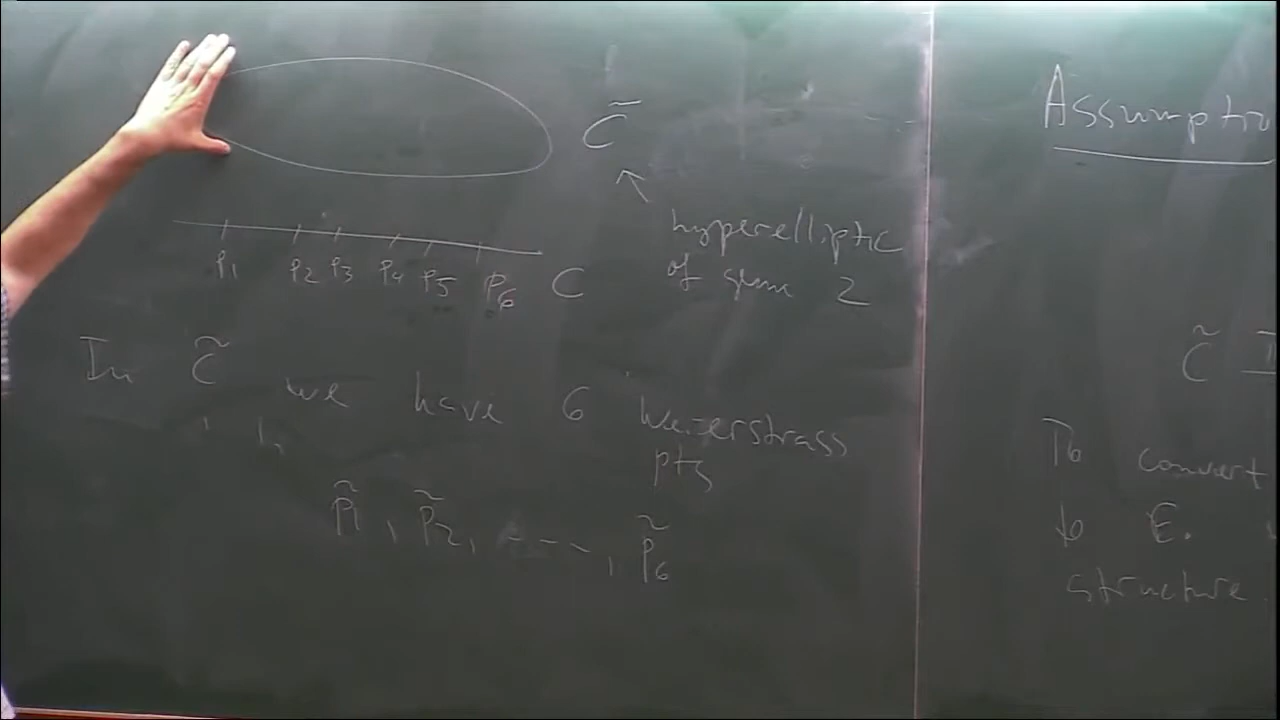 C̃
hyperelliptic
of genus 2
p1 p2 p3 p4 p5 p6 C
In C̃ we have 6 Weierstrass
pts
p̃1, p̃2, ---, p̃6
Assumptio
C̃
To convert
to E.
structure.